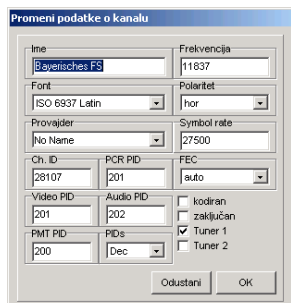 Promeni podatke o kanalu
Ime
Bayerisches FS
Frekvencija
11837
Font
ISO 6937 Latin
Polaritet
hor
Provajder
No Name
Symbol rate
27500
Ch. ID
28107
PCR PID
201
FEC
auto
Video PID
201
Audio PID
202
kodiran
zaključan
Tuner 1
Tuner 2
PMT PID
200
PIDs
Dec
Odustani
OK